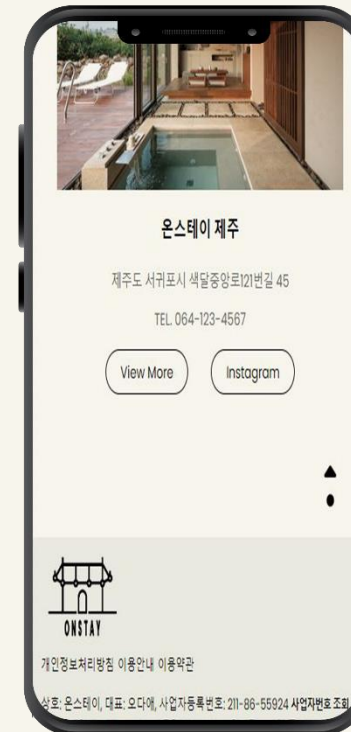 온스테이 제주
제주도 서귀포시 색달중앙로121번길 45
TEL. 064-123-4567
View More Instagram
ONSTAY
개인정보처리방침 이용안내 이용약관
상호: 온스테이, 대표: 오다애, 사업자등록번호: 211-86-55924 사업자번호 조회